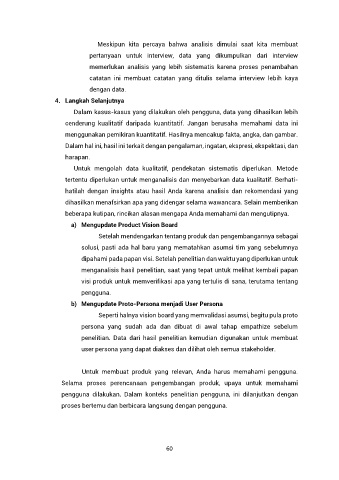 Meskipun kita percaya bahwa analisis dimulai saat kita membuat
pertanyaan untuk interview, data yang dikumpulkan dari interview
memerlukan analisis yang lebih sistematis karena proses penambahan
catatan ini membuat catatan yang ditulis selama interview lebih kaya
dengan data.
4. Langkah Selanjutnya
Dalam kasus-kasus yang dilakukan oleh pengguna, data yang dihasilkan lebih
cenderung kualitatif daripada kuantitatif. Jangan berusaha memahami data ini
menggunakan pemikiran kuantitatif. Hasilnya mencakup fakta, angka, dan gambar.
Dalam hal ini, hasil ini terkait dengan pengalaman, ingatan, ekspresi, ekspektasi, dan
harapan.
Untuk mengolah data kualitatif, pendekatan sistematis diperlukan. Metode
tertentu diperlukan untuk menganalisis dan menyebarkan data kualitatif. Berhati-
hatilah dengan insights atau hasil Anda karena analisis dan rekomendasi yang
dihasilkan menafsirkan apa yang didengar selama wawancara. Selain memberikan
beberapa kutipan, rincikan alasan mengapa Anda memahami dan mengutipnya.
a) Mengupdate Product Vision Board
Setelah mendengarkan tentang produk dan pengembangannya sebagai
solusi, pasti ada hal baru yang mematahkan asumsi tim yang sebelumnya
dipahami pada papan visi. Setelah penelitian dan waktu yang diperlukan untuk
menganalisis hasil penelitian, saat yang tepat untuk melihat kembali papan
visi produk untuk memverifikasi apa yang tertulis di sana, terutama tentang
pengguna.
b) Mengupdate Proto-Persona menjadi User Persona
Seperti halnya vision board yang memvalidasi asumsi, begitu pula proto
persona yang sudah ada dan dibuat di awal tahap empathize sebelum
penelitian. Data dari hasil penelitian kemudian digunakan untuk membuat
user persona yang dapat diakses dan dilihat oleh semua stakeholder.
Untuk membuat produk yang relevan, Anda harus memahami pengguna.
Selama proses perencanaan pengembangan produk, upaya untuk memahami
pengguna dilakukan. Dalam konteks penelitian pengguna, ini dilanjutkan dengan
proses bertemu dan berbicara langsung dengan pengguna.
60